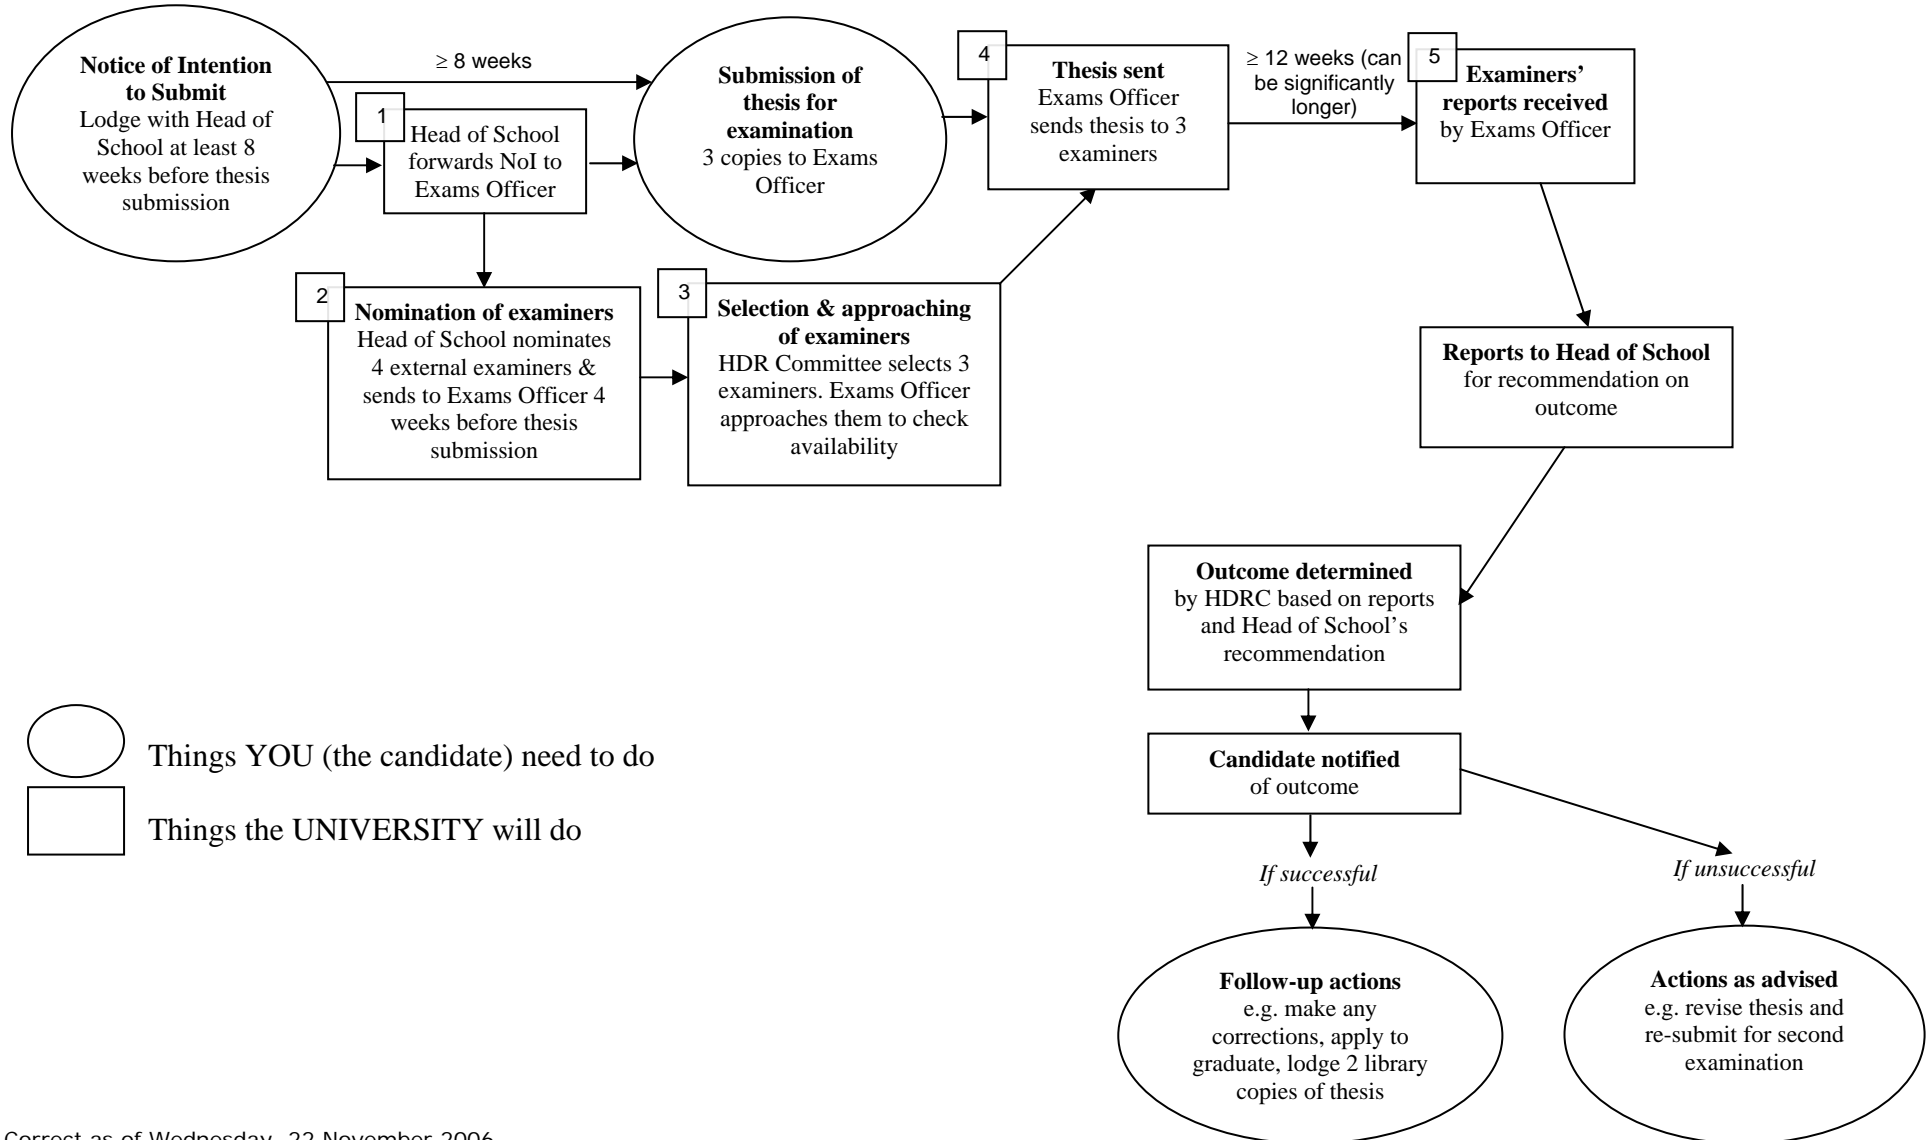 Notice of Intention
to Submit
Lodge with Head of
School at least 8
weeks before thesis
submission
≥ 8 weeks
1
Head of School
forwards NoI to
Exams Officer
Submission of
thesis for
examination
3 copies to Exams
Officer
2
Nomination of examiners
Head of School nominates
4 external examiners &
sends to Exams Officer 4
weeks before thesis
submission
3
Selection & approaching
of examiners
HDR Committee selects 3
examiners. Exams Officer
approaches them to check
availability
4
Thesis sent
Exams Officer
sends thesis to 3
examiners
≥ 12 weeks (can
be significantly
longer)
5
Examiners’
reports received
by Exams Officer
Reports to Head of School
for recommendation on
outcome
Outcome determined
by HDRC based on reports
and Head of School’s
recommendation
Candidate notified
of outcome
If successful
If unsuccessful
Follow-up actions
e.g. make any
corrections, apply to
graduate, lodge 2 library
copies of thesis
Actions as advised
e.g. revise thesis and
re-submit for second
examination
Things YOU (the candidate) need to do
Things the UNIVERSITY will do
Correct as of Wednesday, 22 November 2006